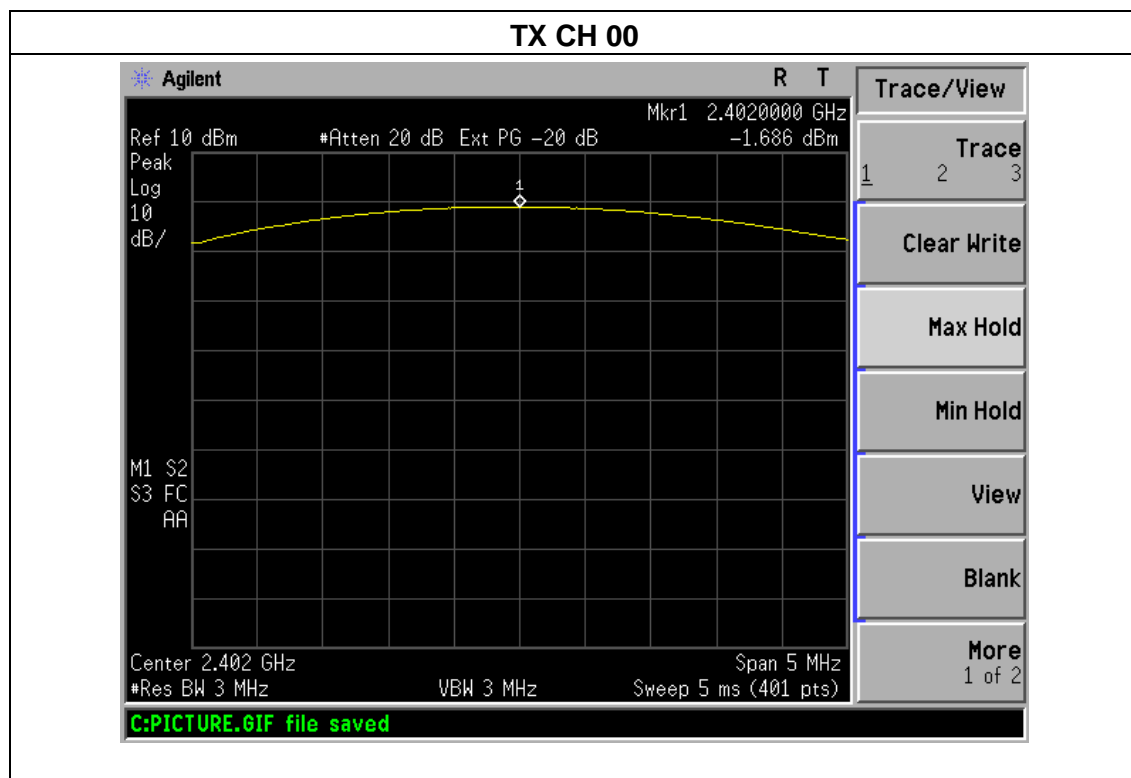 TX CH 00
Agilent R T
Mkr1 2.4020000 GHz
Ref 10 dBm #Atten 20 dB Ext PG -20 dB -1.686 dBm
Peak
Log
10
dB/
1
M1 S2
S3 FC
AA
Center 2.402 GHz Span 5 MHz
#Res BW 3 MHz VBW 3 MHz Sweep 5 ms (401 pts)
C:PICTURE.GIF file saved
Trace/View
Trace
1 2 3
Clear Write
Max Hold
Min Hold
View
Blank
More
1 of 2